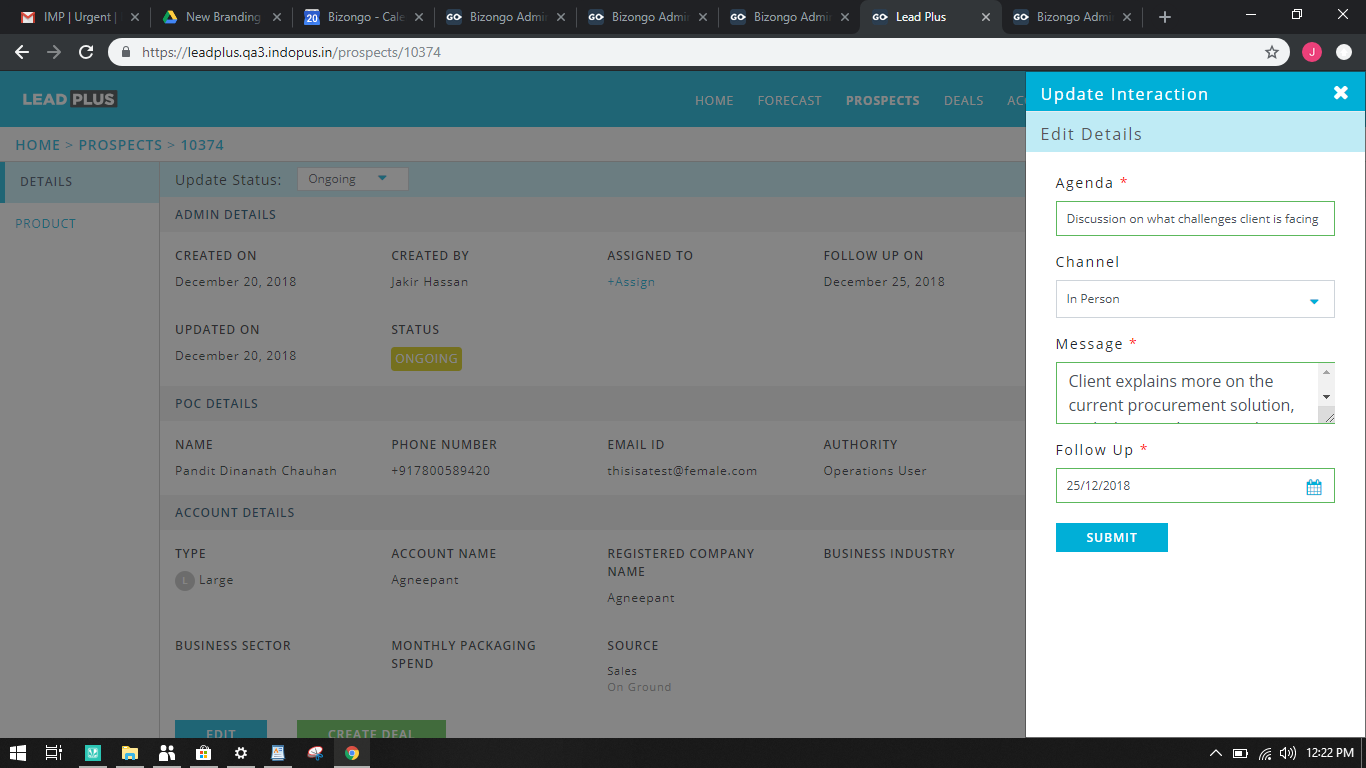 IMP | Urgent |
New Branding
20 Bizongo - Cale
GO Bizongo Admi
GO Bizongo Admi
GO Bizongo Admi
GO Lead Plus
GO Bizongo Admi
https://leadplus.qa3.indopus.in/prospects/10374
J
LEAD PLUS
HOME FORECAST PROSPECTS DEALS AC
HOME > PROSPECTS > 10374
DETAILS
PRODUCT
Update Status: Ongoing
ADMIN DETAILS
CREATED ON CREATED BY ASSIGNED TO FOLLOW UP ON
December 20, 2018 Jakir Hassan +Assign December 25, 2018
UPDATED ON STATUS
December 20, 2018 ONGOING
POC DETAILS
NAME PHONE NUMBER EMAIL ID AUTHORITY
Pandit Dinanath Chauhan +917800589420 thisisatest@female.com Operations User
ACCOUNT DETAILS
TYPE ACCOUNT NAME REGISTERED COMPANY BUSINESS INDUSTRY
NAME
L Large Agneepant
Agneepant
BUSINESS SECTOR MONTHLY PACKAGING SOURCE
SPEND
Sales
On Ground
EDIT CREATE DEAL
Update Interaction
Edit Details
Agenda *
Discussion on what challenges client is facing
Channel
In Person
Message *
Client explains more on the
current procurement solution,
Follow Up *
25/12/2018
SUBMIT
12:22 PM